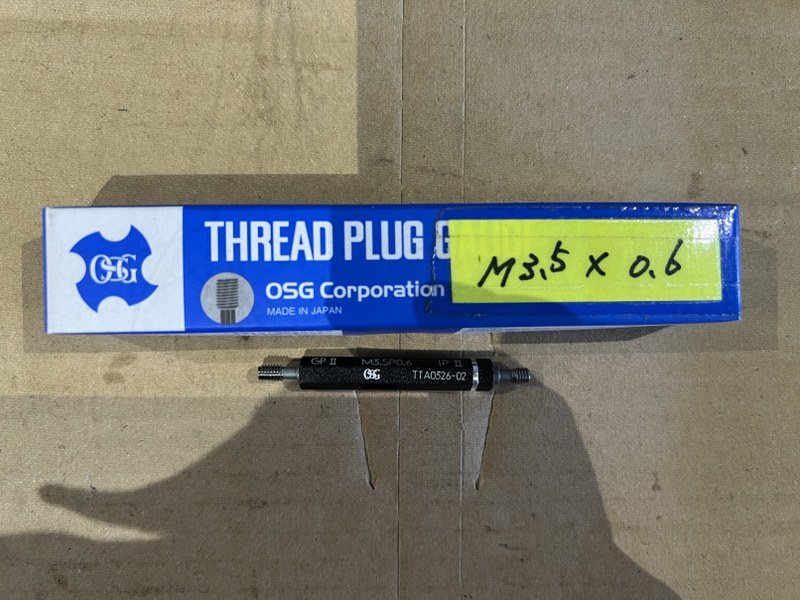 OSG
THREAD PLUG G
OSG Corporation
MADE IN JAPAN
M3.5 x 0.6
GP II M3.5P0.6 IP II
OSG TTA0326-02